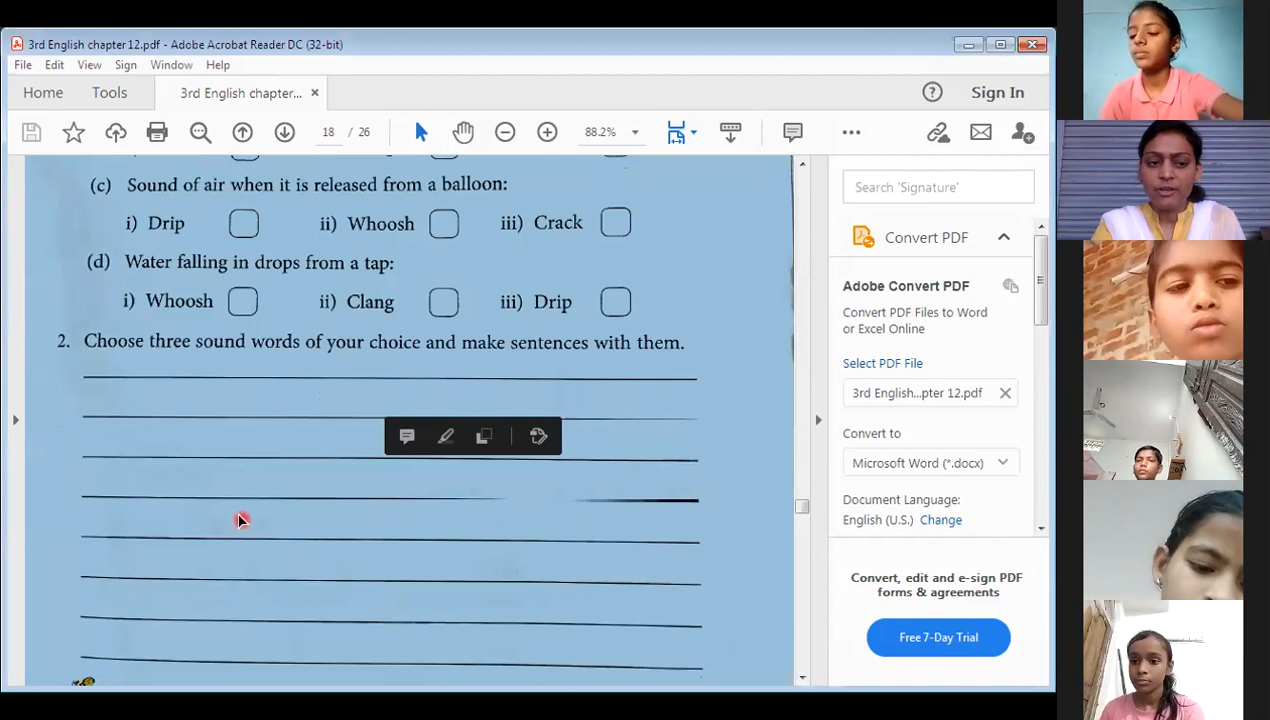 3rd English chapter 12.pdf - Adobe Acrobat Reader DC (32-bit)
File Edit View Sign Window Help
Home Tools 3rd English chapter... × Sign In
18 / 26 88.2%
(c) Sound of air when it is released from a balloon:
i) Drip ii) Whoosh iii) Crack
(d) Water falling in drops from a tap:
i) Whoosh ii) Clang iii) Drip
2. Choose three sound words of your choice and make sentences with them.
Search 'Signature'
Convert PDF
Adobe Convert PDF
Convert PDF Files to Word
or Excel Online
Select PDF File
3rd English...pter 12.pdf
Convert to
Microsoft Word (*.docx)
Document Language:
English (U.S.) Change
Convert, edit and e-sign PDF
forms & agreements
Free 7-Day Trial